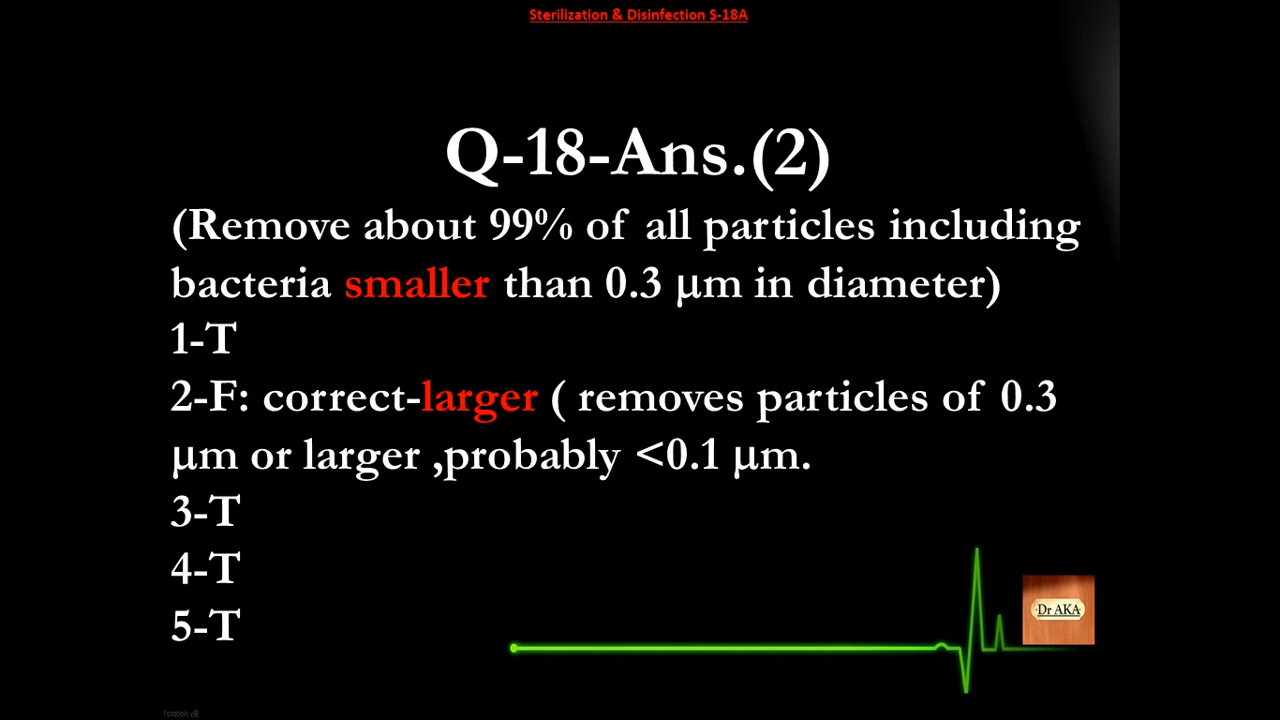 Sterilization & Disinfection S-18A
Q-18-Ans.(2)
(Remove about 99% of all particles including
bacteria smaller than 0.3 µm in diameter)
1-T
2-F: correct-larger ( removes particles of 0.3
µm or larger ,probably <0.1 µm.
3-T
4-T
5-T
Dr AKA